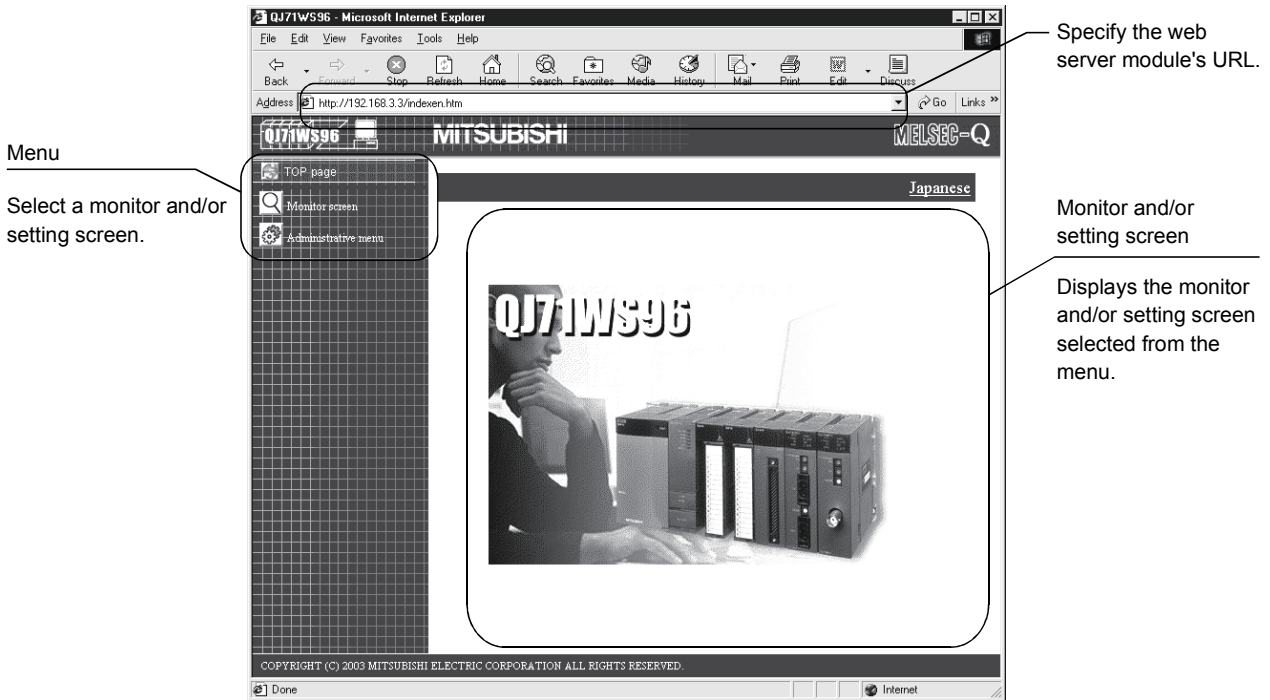 QJ71WS96 - Microsoft Internet Explorer
File Edit View Favorites Tools Help
Back Forward Stop Refresh Home Search Favorites Media History Mail Print Edit Discuss
Address http://192.168.3.3/indexen.htm Go Links »
QJ71WS96 MITSUBISHI MELSEC-Q
TOP page
Monitor screen
Administrative menu
Japanese
QJ71WS96
COPYRIGHT (C) 2003 MITSUBISHI ELECTRIC CORPORATION ALL RIGHTS RESERVED.
Done Internet
Menu
Select a monitor and/or
setting screen.
Specify the web
server module's URL.
Monitor and/or
setting screen
Displays the monitor
and/or setting screen
selected from the
menu.